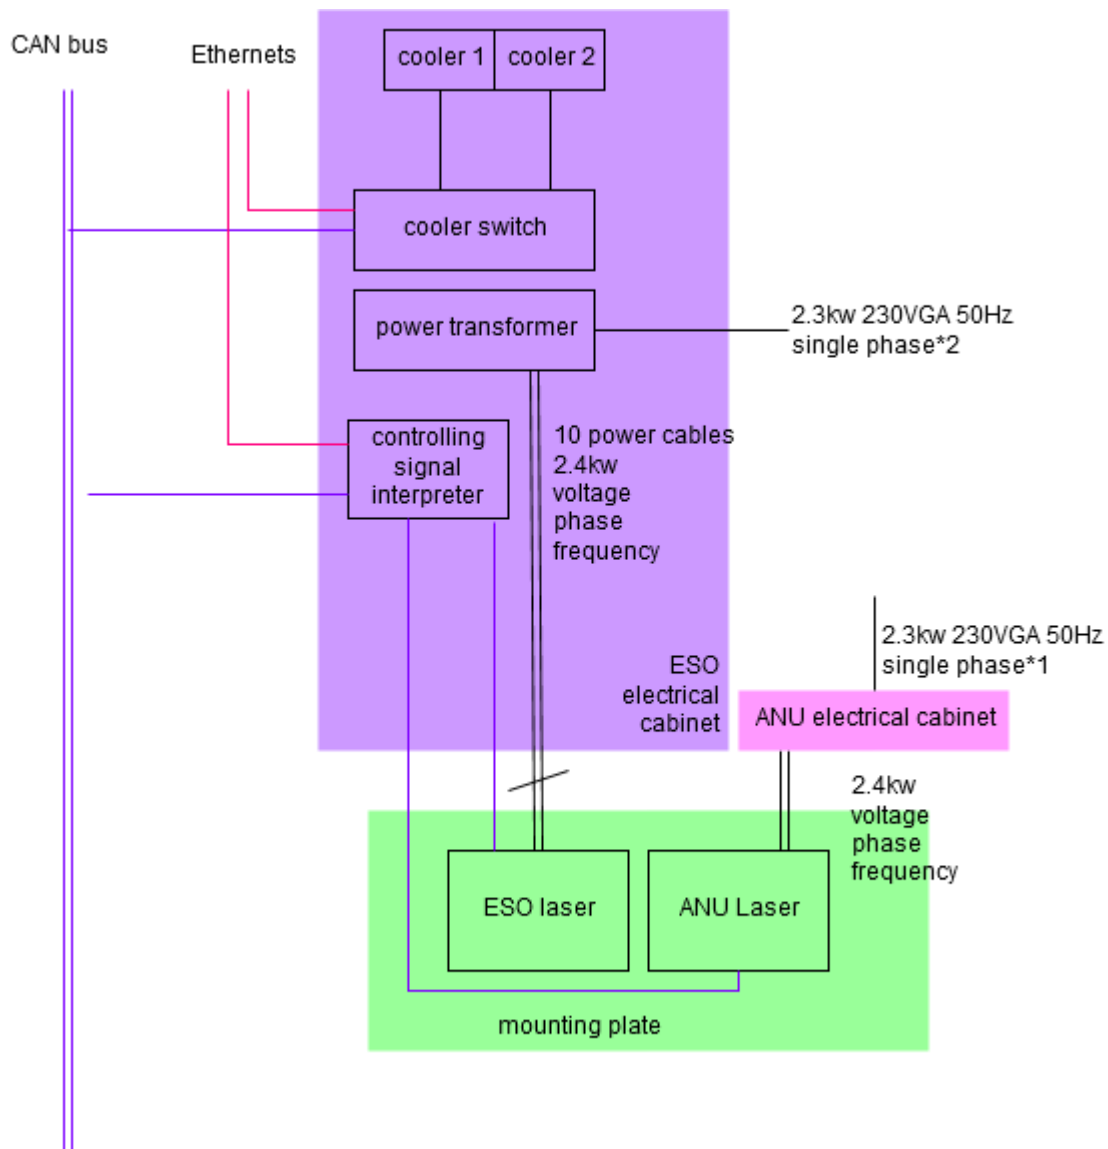 CAN bus
Ethernets
cooler 1
cooler 2
cooler switch
power transformer
2.3kw 230VGA 50Hz
single phase*2
controlling
signal
interpreter
10 power cables
2.4kw
voltage
phase
frequency
2.3kw 230VGA 50Hz
single phase*1
ESO
electrical
cabinet
ANU electrical cabinet
2.4kw
voltage
phase
frequency
ESO laser
ANU Laser
mounting plate